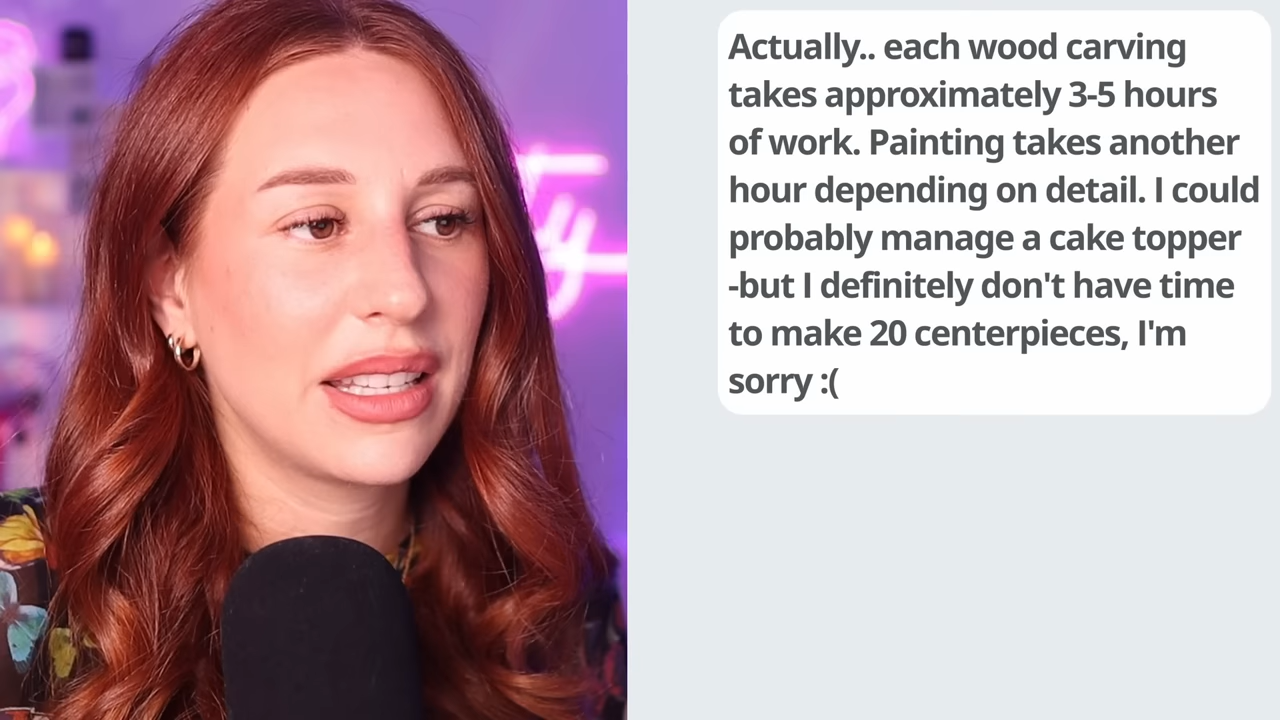 Actually.. each wood carving
takes approximately 3-5 hours
of work. Painting takes another
hour depending on detail. I could
probably manage a cake topper
-but I definitely don't have time
to make 20 centerpieces, I'm
sorry :(